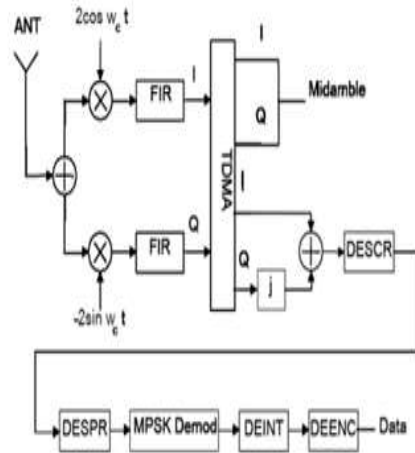 2cos w_c t
ANT
I
FIR
I
Midamble
Q
TDMA
I
Q
FIR
Q
j
DESCR
-2sin w_c t
DESPR
MPSK Demod
DEINT
DEENC
Data